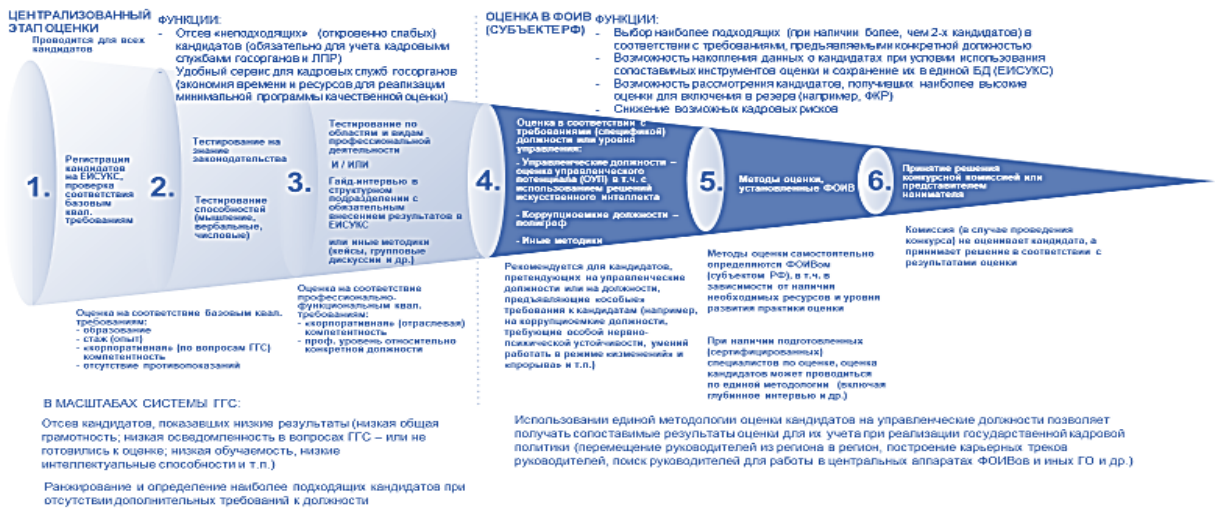 ЦЕНТРАЛИЗОВАННЫЙ
ЭТАП ОЦЕНКИ
Проводится для всех
кандидатов
ФУНКЦИИ:
- Отсев «неподходящих» (откровенно слабых)
кандидатов (обязательно для учета кадровыми
службами госорганов и ЛПР)
- Удобный сервис для кадровых служб госорганов
(экономия времени и ресурсов для реализации
минимальной программы качественной оценки)
ОЦЕНКА В ФОИВ
(СУБЪЕКТЕ РФ)
ФУНКЦИИ:
- Выбор наиболее подходящих (при наличии более, чем 2-х кандидатов) в
соответствии с требованиями, предъявляемыми конкретной должностью
- Возможность накопления данных о кандидатах при условии использования
сопоставимых инструментов оценки и сохранение их в единой БД (ЕИСУКС)
- Возможность рассмотрения кандидатов, получивших наиболее высокие
оценки для включения в резерв (например, ФКР)
- Снижение возможных кадровых рисков
1.
Регистрация
кандидатов
на ЕИСУКС,
проверка
соответствия
базовым
квал.
требованиям
2.
Тестирование на
знание
законодательства
Тестирование
способностей
(мышление,
вербальные,
числовые)
3.
Тестирование по
областям и видам
профессиональной
деятельности
И / ИЛИ
Гайд-интервью в
структурном
подразделении с
обязательным
внесением результатов в
ЕИСУКС
или иные методики
(кейсы, групповые
дискуссии и др.)
4.
Оценка в соответствии с
требованиями (спецификой)
должности или уровня
управления:
- Управленческие должности –
оценка управленческого
потенциала (ОУП) в т.ч. с
использованием решений
искусственного интеллекта
- Коррупциоемкие должности –
полиграф
- Иные методики
5.
Методы оценки,
установленные ФОИВ
6.
Принятие решения
конкурсной комиссией или
представителем
нанимателя
Оценка на соответствие базовым квал.
требованиям:
- образование
- стаж (опыт)
- «корпоративная» (по вопросам ГГС)
компетентность
- отсутствие противопоказаний
Оценка на соответствие
профессионально-
функциональным квал.
требованиям:
- «корпоративная» (отраслевая)
компетентность
- проф. уровень относительно
конкретной должности
Рекомендуется для кандидатов,
претендующих на управленческие
должности или на должности,
предъявляющие «особые»
требования к кандидатам (например,
на коррупциоемкие должности,
требующие особой нервно-
психической устойчивости, умений
работать в режиме «изменений» и
«прорыва» и т.п.)
Методы оценки самостоятельно
определяются ФОИВом
(субъектом РФ), в т.ч. в
зависимости от наличия
необходимых ресурсов и уровня
развития практики оценки
При наличии подготовленных
(сертифицированных)
специалистов по оценке, оценка
кандидатов может проводиться
по единой методологии (включая
глубинное интервью и др.)
Комиссия (в случае проведения
конкурса) не оценивает кандидата, а
принимает решение в соответствии с
результатами оценки
В МАСШТАБАХ СИСТЕМЫ ГГС:
Отсев кандидатов, показавших низкие результаты (низкая общая
грамотность; низкая осведомленность в вопросах ГГС – или не
готовились к оценке; низкая обучаемость, низкие
интеллектуальные способности и т.п.)
Ранжирование и определение наиболее подходящих кандидатов при
отсутствии дополнительных требований к должности
Использовании единой методологии оценки кандидатов на управленческие должности позволяет
получать сопоставимые результаты оценки для их учета при реализации государственной кадровой
политики (перемещение руководителей из региона в регион, построение карьерных треков
руководителей, поиск руководителей для работы в центральных аппаратах ФОИВов и иных ГО и др.)